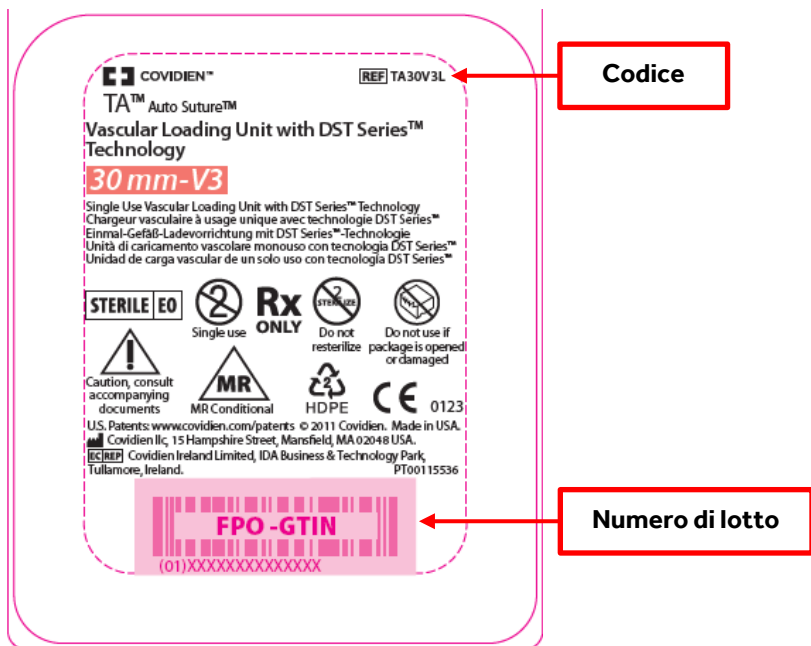 COVIDIEN™
REF TA30V3L
Codice
TA™ Auto Suture™
Vascular Loading Unit with DST Series™
Technology
30 mm-V3
Single Use Vascular Loading Unit with DST Series™ Technology
Chargeur vasculaire à usage unique avec technologie DST Series™
Einmal-Gefäß-Ladevorrichtung mit DST Series™-Technologie
Unità di caricamento vascolare monouso con tecnologia DST Series™
Unidad de carga vascular de un solo uso con tecnología DST Series™
STERILE EO
2
Single use
Rx
ONLY
2
STERILIZE
Do not
resterilize
Do not use if
package is opened
or damaged
!
Caution, consult
accompanying
documents
MR
MR Conditional
2
HDPE
CE 0123
U.S. Patents: www.covidien.com/patents © 2011 Covidien. Made in USA.
Covidien llc, 15 Hampshire Street, Mansfield, MA 02048 USA.
EC REP Covidien Ireland Limited, IDA Business & Technology Park,
Tullamore, Ireland.
PT00115536
FPO -GTIN
(01)XXXXXXXXXXXXXX
Numero di lotto